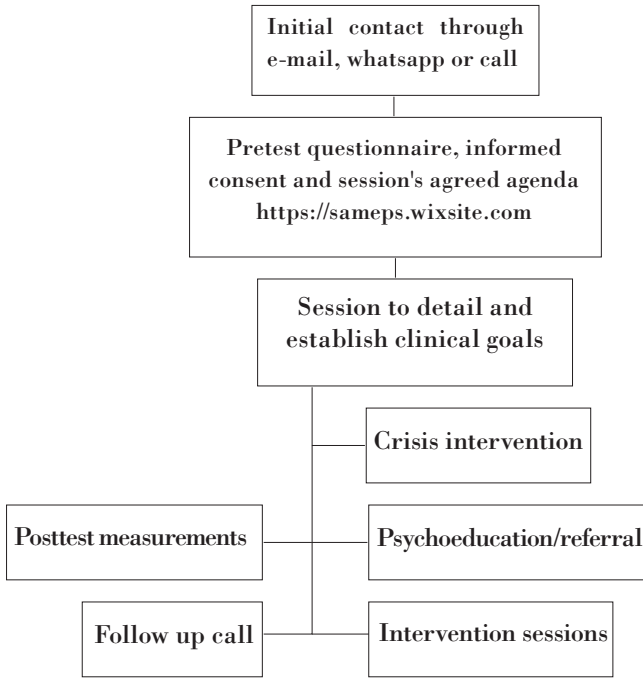 Initial contact through
e-mail, whatsapp or call
Pretest questionnaire, informed
consent and session's agreed agenda
https://sameps.wixsite.com
Session to detail and
establish clinical goals
Crisis intervention
Posttest measurements
Psychoeducation/referral
Follow up call
Intervention sessions